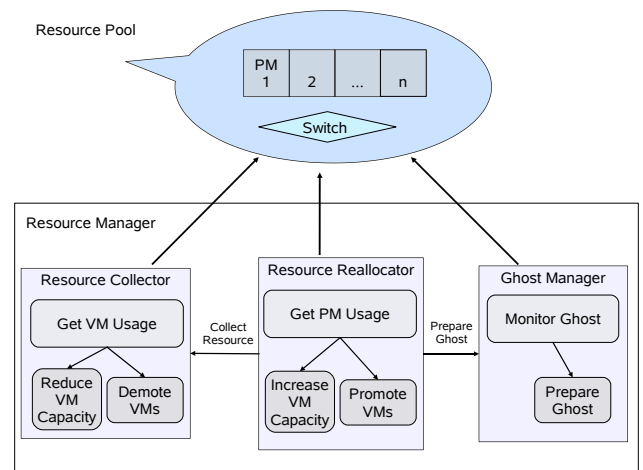 Resource Pool
PM
1
2
...
n
Switch
Resource Manager
Resource Collector
Get VM Usage
Reduce
VM
Capacity
Demote
VMs
Collect
Resource
Resource Reallocator
Get PM Usage
Increase
VM
Capacity
Promote
VMs
Prepare
Ghost
Ghost Manager
Monitor Ghost
Prepare
Ghost